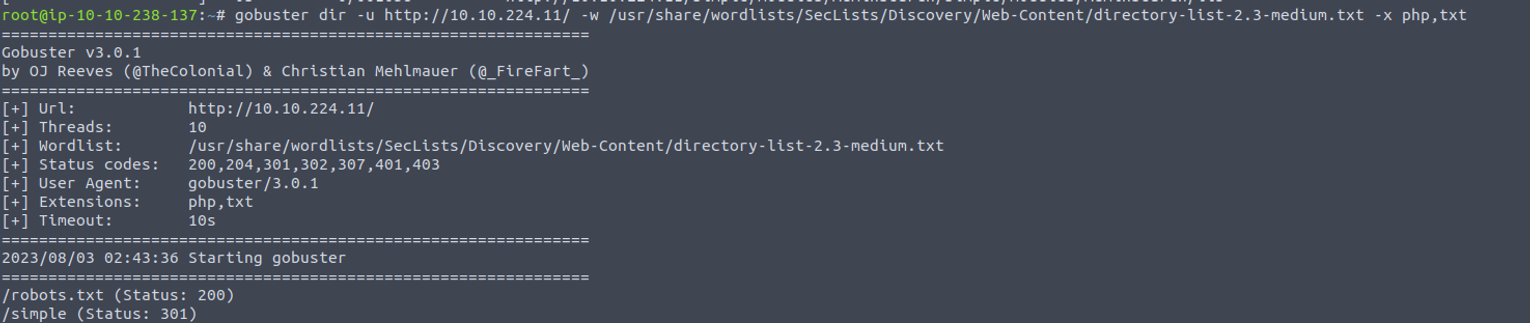 root@ip-10-10-238-137:~# gobuster dir -u http://10.10.224.11/ -w /usr/share/wordlists/SecLists/Discovery/Web-Content/directory-list-2.3-medium.txt -x php,txt
===============================================================
Gobuster v3.0.1
by OJ Reeves (@TheColonial) & Christian Mehlmauer (@_FireFart_)
===============================================================
[+] Url:            http://10.10.224.11/
[+] Threads:        10
[+] Wordlist:       /usr/share/wordlists/SecLists/Discovery/Web-Content/directory-list-2.3-medium.txt
[+] Status codes:   200,204,301,302,307,401,403
[+] User Agent:     gobuster/3.0.1
[+] Extensions:     php,txt
[+] Timeout:        10s
===============================================================
2023/08/03 02:43:36 Starting gobuster
===============================================================
/robots.txt (Status: 200)
/simple (Status: 301)